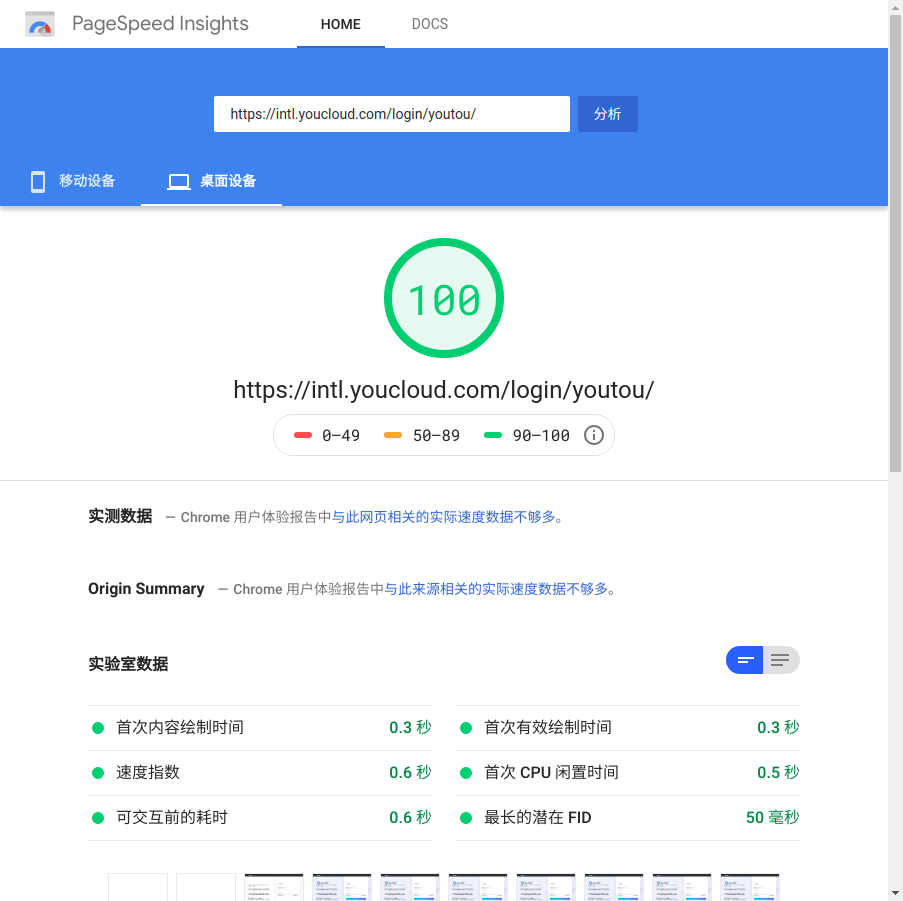 PageSpeed Insights
HOME
DOCS
https://intl.youcloud.com/login/youtou/
分析
移动设备
桌面设备
100
https://intl.youcloud.com/login/youtou/
0–49
50–89
90–100
实测数据 — Chrome 用户体验报告中与此网页相关的实际速度数据不够多。
Origin Summary — Chrome 用户体验报告中与此来源相关的实际速度数据不够多。
实验室数据
首次内容绘制时间 0.3 秒
首次有效绘制时间 0.3 秒
速度指数 0.6 秒
首次 CPU 闲置时间 0.5 秒
可交互前的耗时 0.6 秒
最长的潜在 FID 50 毫秒